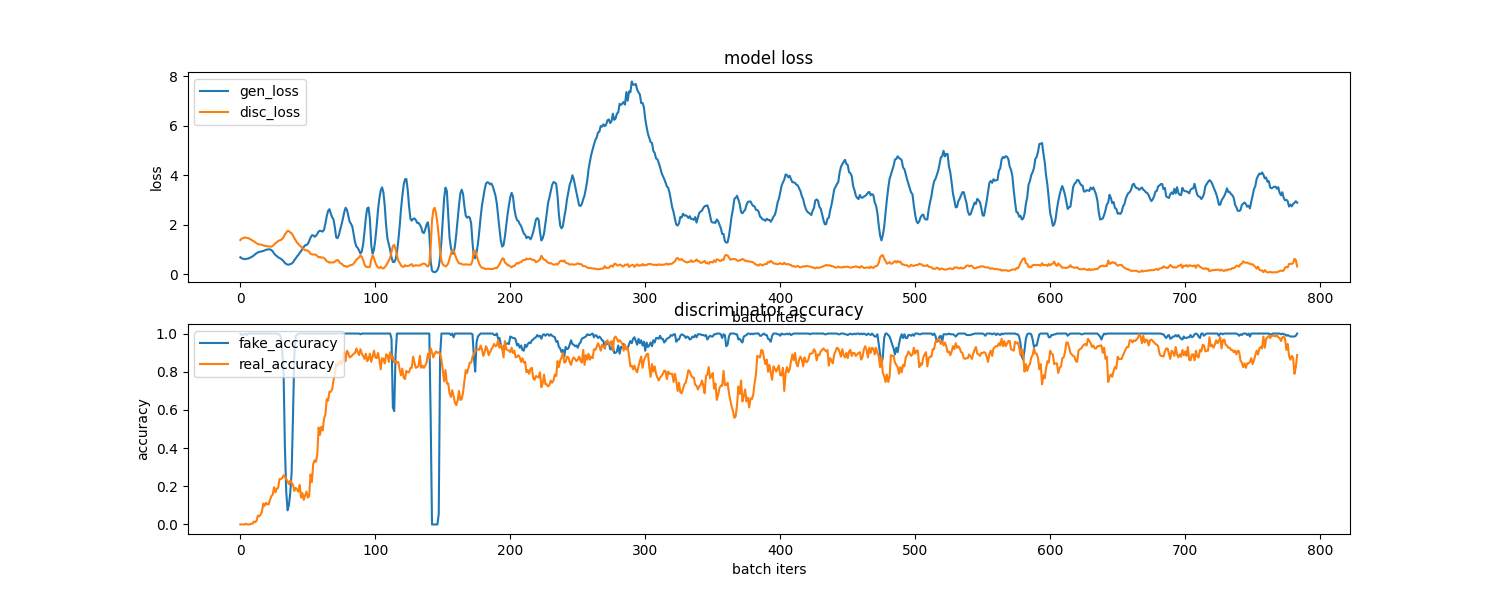 model loss
gen_loss
disc_loss
loss
8
6
4
2
0
0 100 200 300 400 500 600 700 800
batch iters
discriminator accuracy
fake_accuracy
real_accuracy
accuracy
1.0
0.8
0.6
0.4
0.2
0.0
0 100 200 300 400 500 600 700 800
batch iters